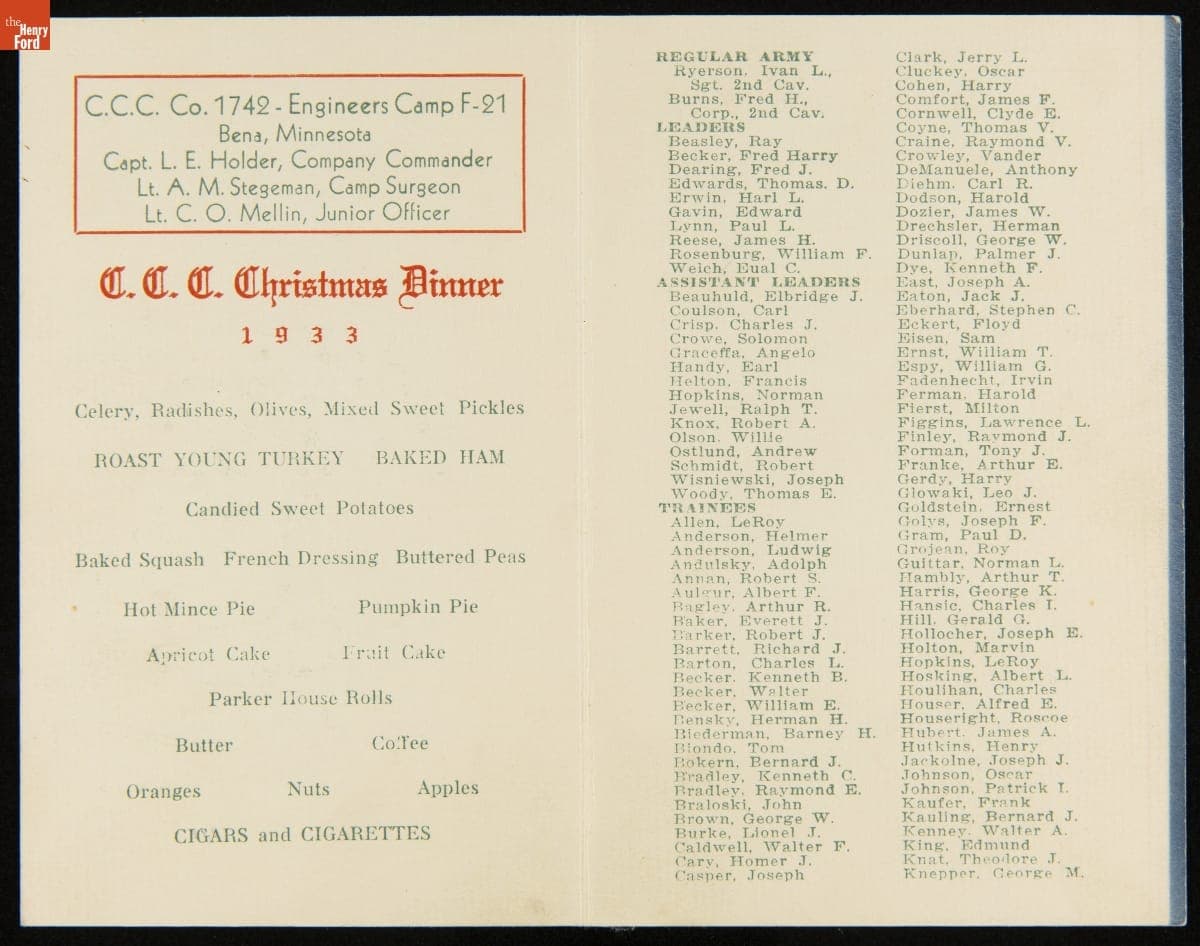 the
Henry
Ford
C.C.C. Co. 1742 - Engineers Camp F-21
Bena, Minnesota
Capt. L. E. Holder, Company Commander
Lt. A. M. Stegeman, Camp Surgeon
Lt. C. O. Mellin, Junior Officer
C. C. C. Christmas Dinner
1 9 3 3
Celery, Radishes, Olives, Mixed Sweet Pickles
ROAST YOUNG TURKEY BAKED HAM
Candied Sweet Potatoes
Baked Squash French Dressing Buttered Peas
Hot Mince Pie Pumpkin Pie
Apricot Cake Fruit Cake
Parker House Rolls
Butter Coffee
Oranges Nuts Apples
CIGARS and CIGARETTES
REGULAR ARMY
Ryerson, Ivan L.,
Sgt. 2nd Cav.
Burns, Fred H.,
Corp., 2nd Cav.
LEADERS
Beasley, Ray
Becker, Fred Harry
Dearing, Fred J.
Edwards, Thomas. D.
Erwin, Harl L.
Gavin, Edward
Lynn, Paul L.
Reese, James H.
Rosenburg, William F.
Welch, Eual C.
ASSISTANT LEADERS
Beauhuld, Elbridge J.
Coulson, Carl
Crisp, Charles J.
Crowe, Solomon
Graceffa, Angelo
Handy, Earl
Helton, Francis
Hopkins, Norman
Jewell, Ralph T.
Knox, Robert A.
Olson, Willie
Ostlund, Andrew
Schmidt, Robert
Wisniewski, Joseph
Woody, Thomas E.
TRAINEES
Allen, LeRoy
Anderson, Helmer
Anderson, Ludwig
Andulsky, Adolph
Annan, Robert S.
Aulgur, Albert F.
Bagley, Arthur R.
Baker, Everett J.
Barker, Robert J.
Barrett, Richard J.
Barton, Charles L.
Becker, Kenneth B.
Becker, Walter
Becker, William E.
Bensky, Herman H.
Biederman, Barney H.
Biondo, Tom
Bokern, Bernard J.
Bradley, Kenneth C.
Bradley, Raymond E.
Braloski, John
Brown, George W.
Burke, Lionel J.
Caldwell, Walter F.
Cary, Homer J.
Casper, Joseph
Clark, Jerry L.
Cluckey, Oscar
Cohen, Harry
Comfort, James F.
Cornwell, Clyde E.
Coyne, Thomas V.
Craine, Raymond V.
Crowley, Vander
DeManuele, Anthony
Diehm, Carl R.
Dodson, Harold
Dozier, James W.
Drechsler, Herman
Driscoll, George W.
Dunlap, Palmer J.
Dye, Kenneth F.
East, Joseph A.
Eaton, Jack J.
Eberhard, Stephen C.
Eckert, Floyd
Eisen, Sam
Ernst, William T.
Espy, William G.
Fadenhecht, Irvin
Ferman, Harold
Fierst, Milton
Figgins, Lawrence L.
Finley, Raymond J.
Forman, Tony J.
Franke, Arthur E.
Gerdy, Harry
Glowaki, Leo J.
Goldstein, Ernest
Golys, Joseph F.
Gram, Paul D.
Grojean, Roy
Guittar, Norman L.
Hambly, Arthur T.
Harris, George K.
Hansic, Charles I.
Hill, Gerald G.
Hollocher, Joseph E.
Holton, Marvin
Hopkins, LeRoy
Hosking, Albert L.
Houlihan, Charles
Houser, Alfred E.
Houseright, Roscoe
Hubert, James A.
Hutkins, Henry
Jackolne, Joseph J.
Johnson, Oscar
Johnson, Patrick I.
Kaufer, Frank
Kauling, Bernard J.
Kenney, Walter A.
King, Edmund
Knat, Theodore J.
Knepper, George M.